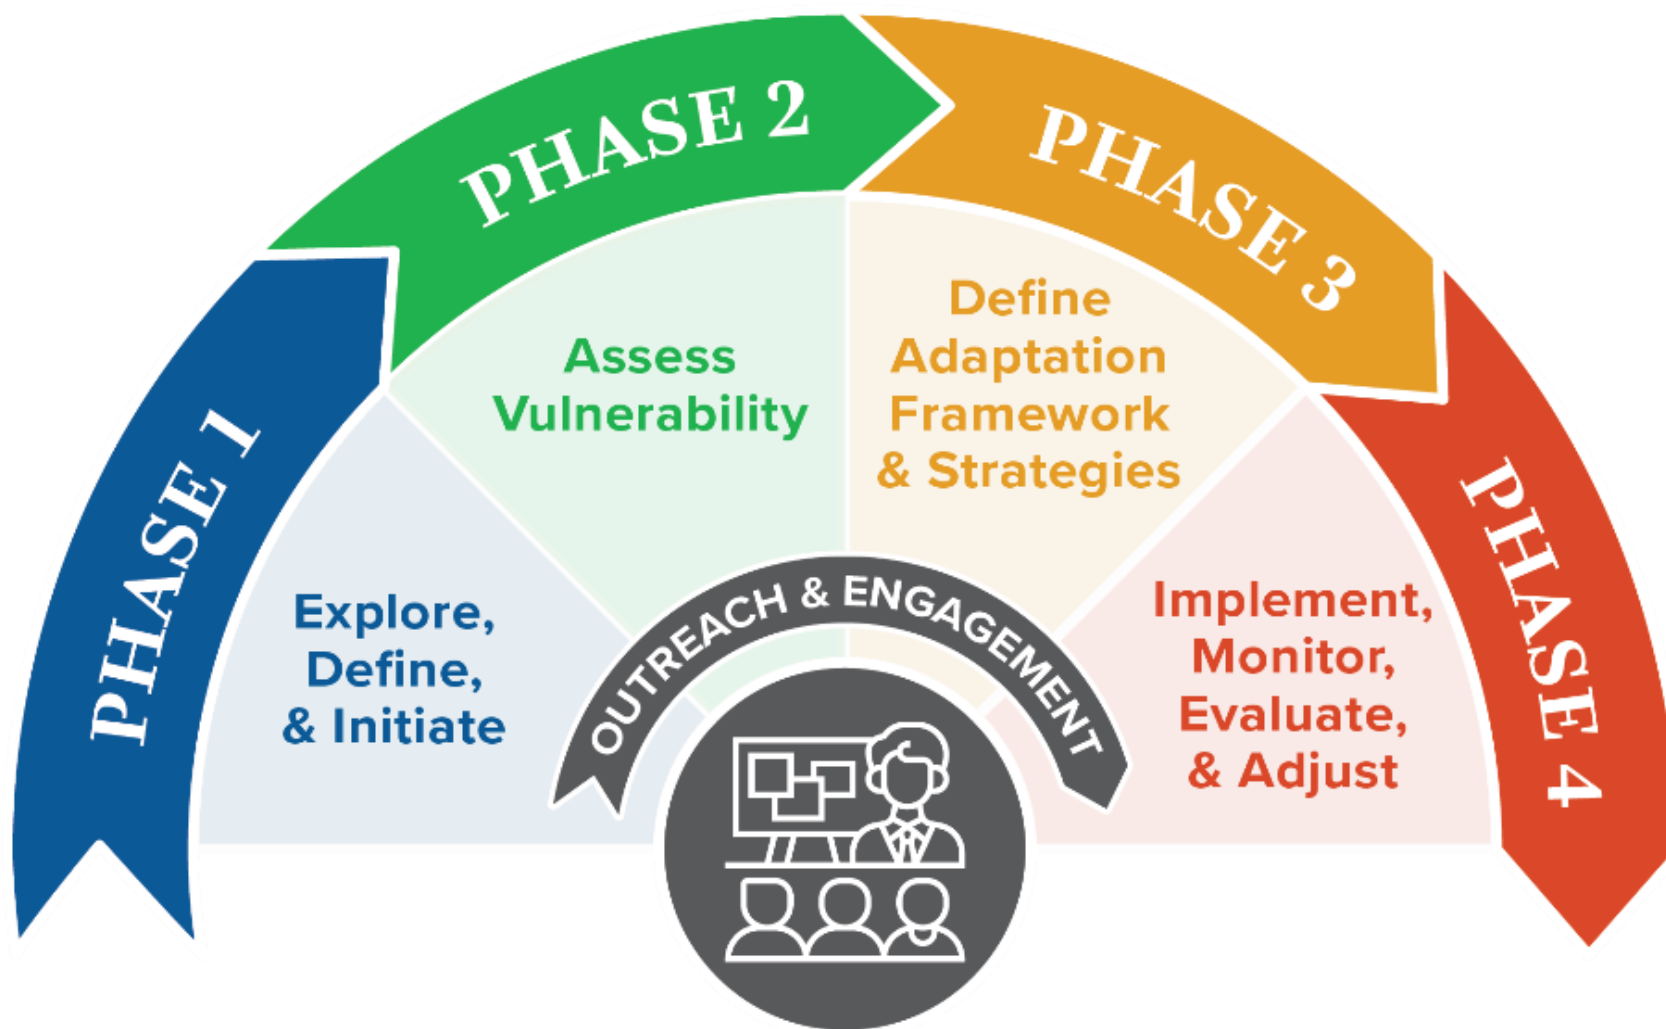 PHASE 1
Explore,
Define,
& Initiate
PHASE 2
Assess
Vulnerability
PHASE 3
Define
Adaptation
Framework
& Strategies
PHASE 4
Implement,
Monitor,
Evaluate,
& Adjust
OUTREACH & ENGAGEMENT